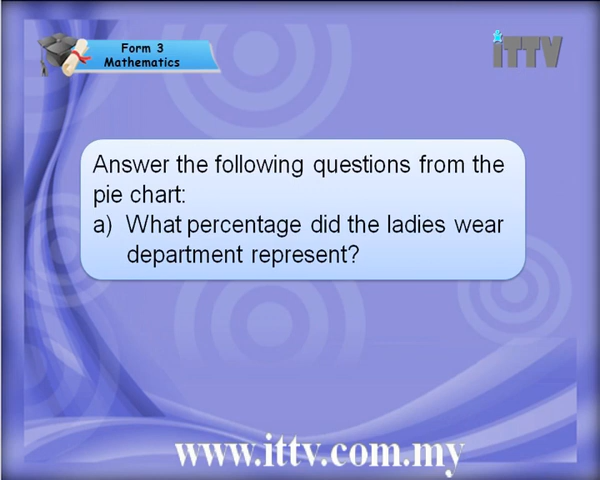 Form 3
Mathematics
iTTV
Answer the following questions from the
pie chart:
a) What percentage did the ladies wear
department represent?
www.ittv.com.my